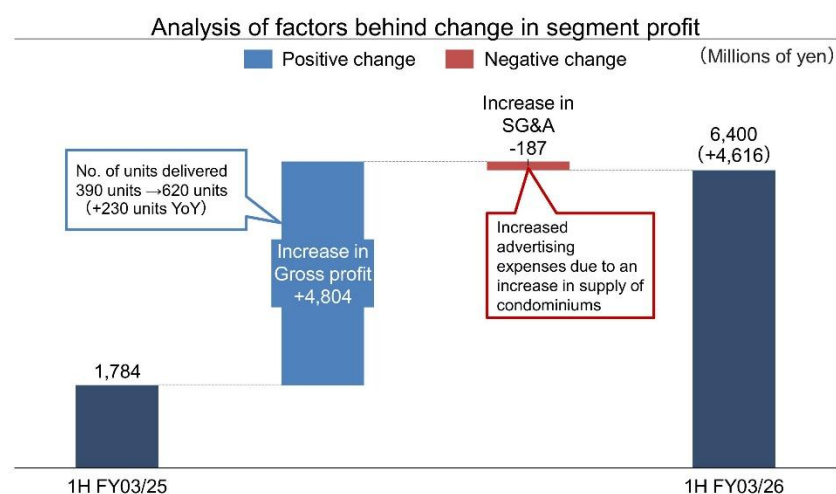 Analysis of factors behind change in segment profit
Positive change
Negative change
(Millions of yen)
Increase in
SG&A
-187
6,400
(+4,616)
No. of units delivered
390 units →620 units
(+230 units YoY)
Increase in
Gross profit
+4,804
Increased
advertising
expenses due to an
increase in supply of
condominiums
1,784
1H FY03/25
1H FY03/26